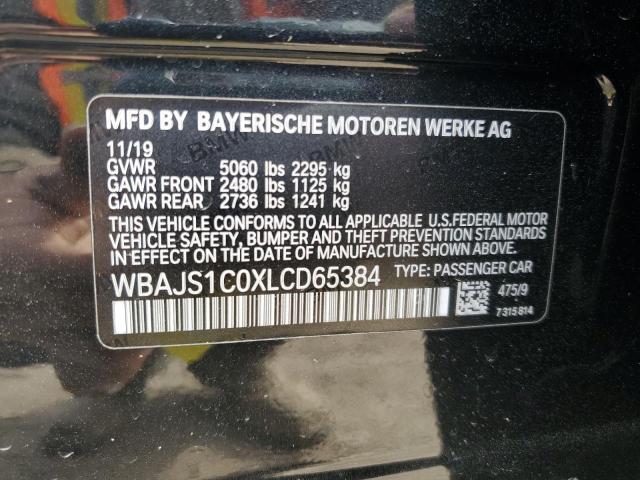 MFD BY BAYERISCHE MOTOREN WERKE AG
11/19
GVWR 5060 lbs 2295 kg
GAWR FRONT 2480 lbs 1125 kg
GAWR REAR 2736 lbs 1241 kg
THIS VEHICLE CONFORMS TO ALL APPLICABLE U.S.FEDERAL MOTOR
VEHICLE SAFETY, BUMPER AND THEFT PREVENTION STANDARDS
IN EFFECT ON THE DATE OF MANUFACTURE SHOWN ABOVE.
WBAJS1C0XLCD65384 TYPE: PASSENGER CAR
475/9
7315814